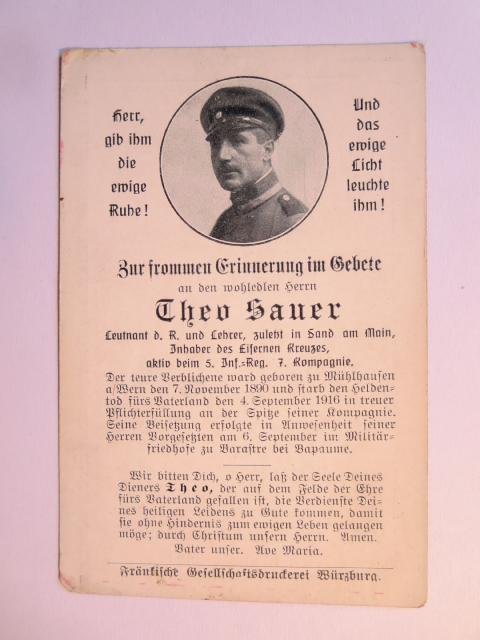 Herr,
gib ihm
die
ewige
Ruhe!
Und
das
ewige
Licht
leuchte
ihm!
Zur frommen Erinnerung im Gebete
an den wohledlen Herrn
Theo Sauer
Leutnant d. R. und Lehrer, zuletzt in Sand am Main,
Inhaber des Eisernen Kreuzes,
aktiv beim 5. Inf.-Reg. 7. Kompagnie.
Der teure Verblichene ward geboren zu Mühlhausen
a/Wern den 7. November 1890 und starb den Helden-
tod fürs Vaterland den 4. September 1916 in treuer
Pflichterfüllung an der Spitze seiner Kompagnie.
Seine Beisetzung erfolgte in Anwesenheit seiner
Herren Vorgesetzten am 6. September im Militär-
friedhofe zu Barastre bei Bapaume.
Wir bitten Dich, o Herr, laß der Seele Deines
Dieners Theo, der auf dem Felde der Ehre
fürs Vaterland gefallen ist, die Verdienste Dei-
nes heiligen Leidens zu Gute kommen, damit
sie ohne Hindernis zum ewigen Leben gelangen
möge; durch Christum unsern Herrn. Amen.
Vater unser. Ave Maria.
Fränkische Gesellschaftsdruckerei Würzburg.